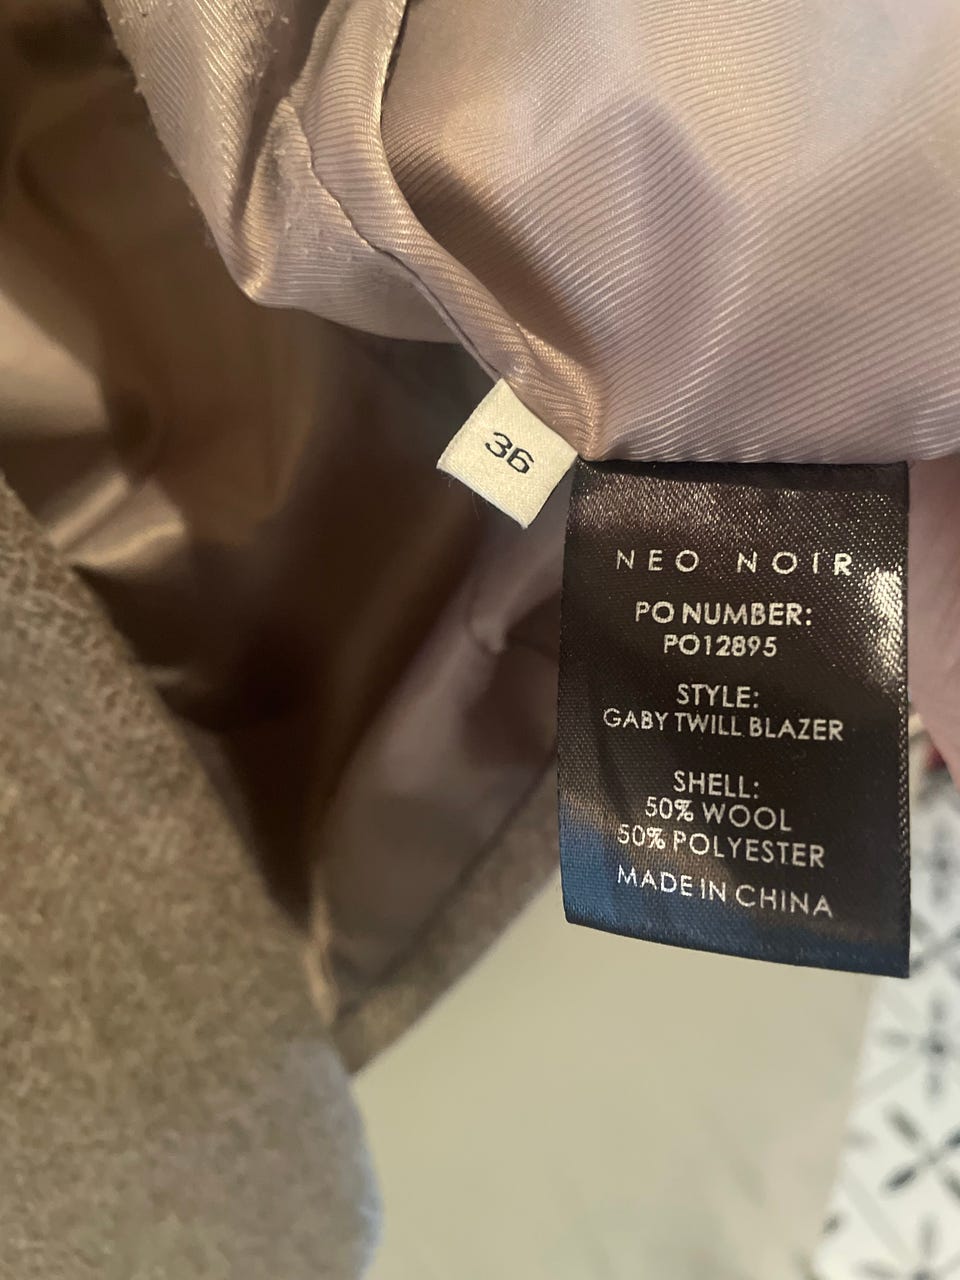 36
NEO NOIR
PO NUMBER:
PO12895
STYLE:
GABY TWILL BLAZER
SHELL:
50% WOOL
50% POLYESTER
MADE IN CHINA